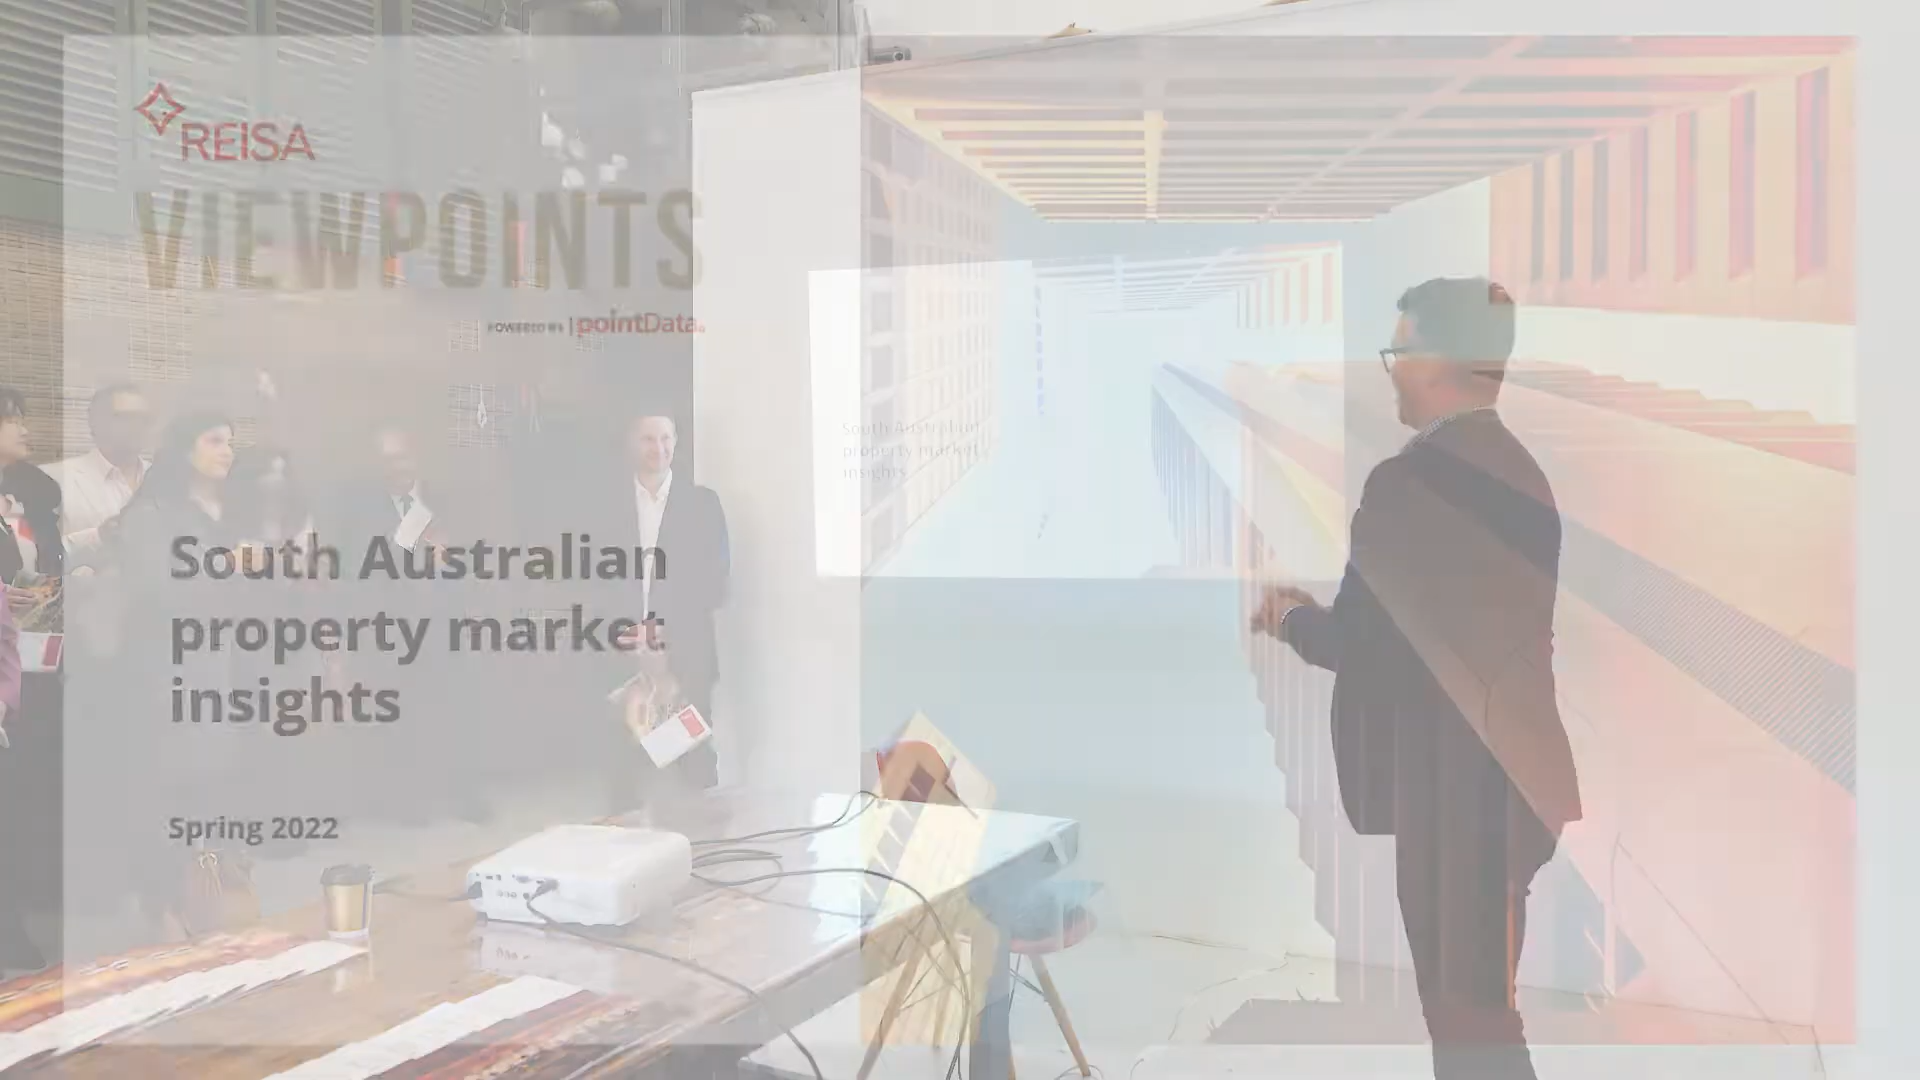 REISA
VIEWPOINTS
POWERED BY | pointData
South Australian
property market
insights
South Australian
property market
insights
Spring 2022